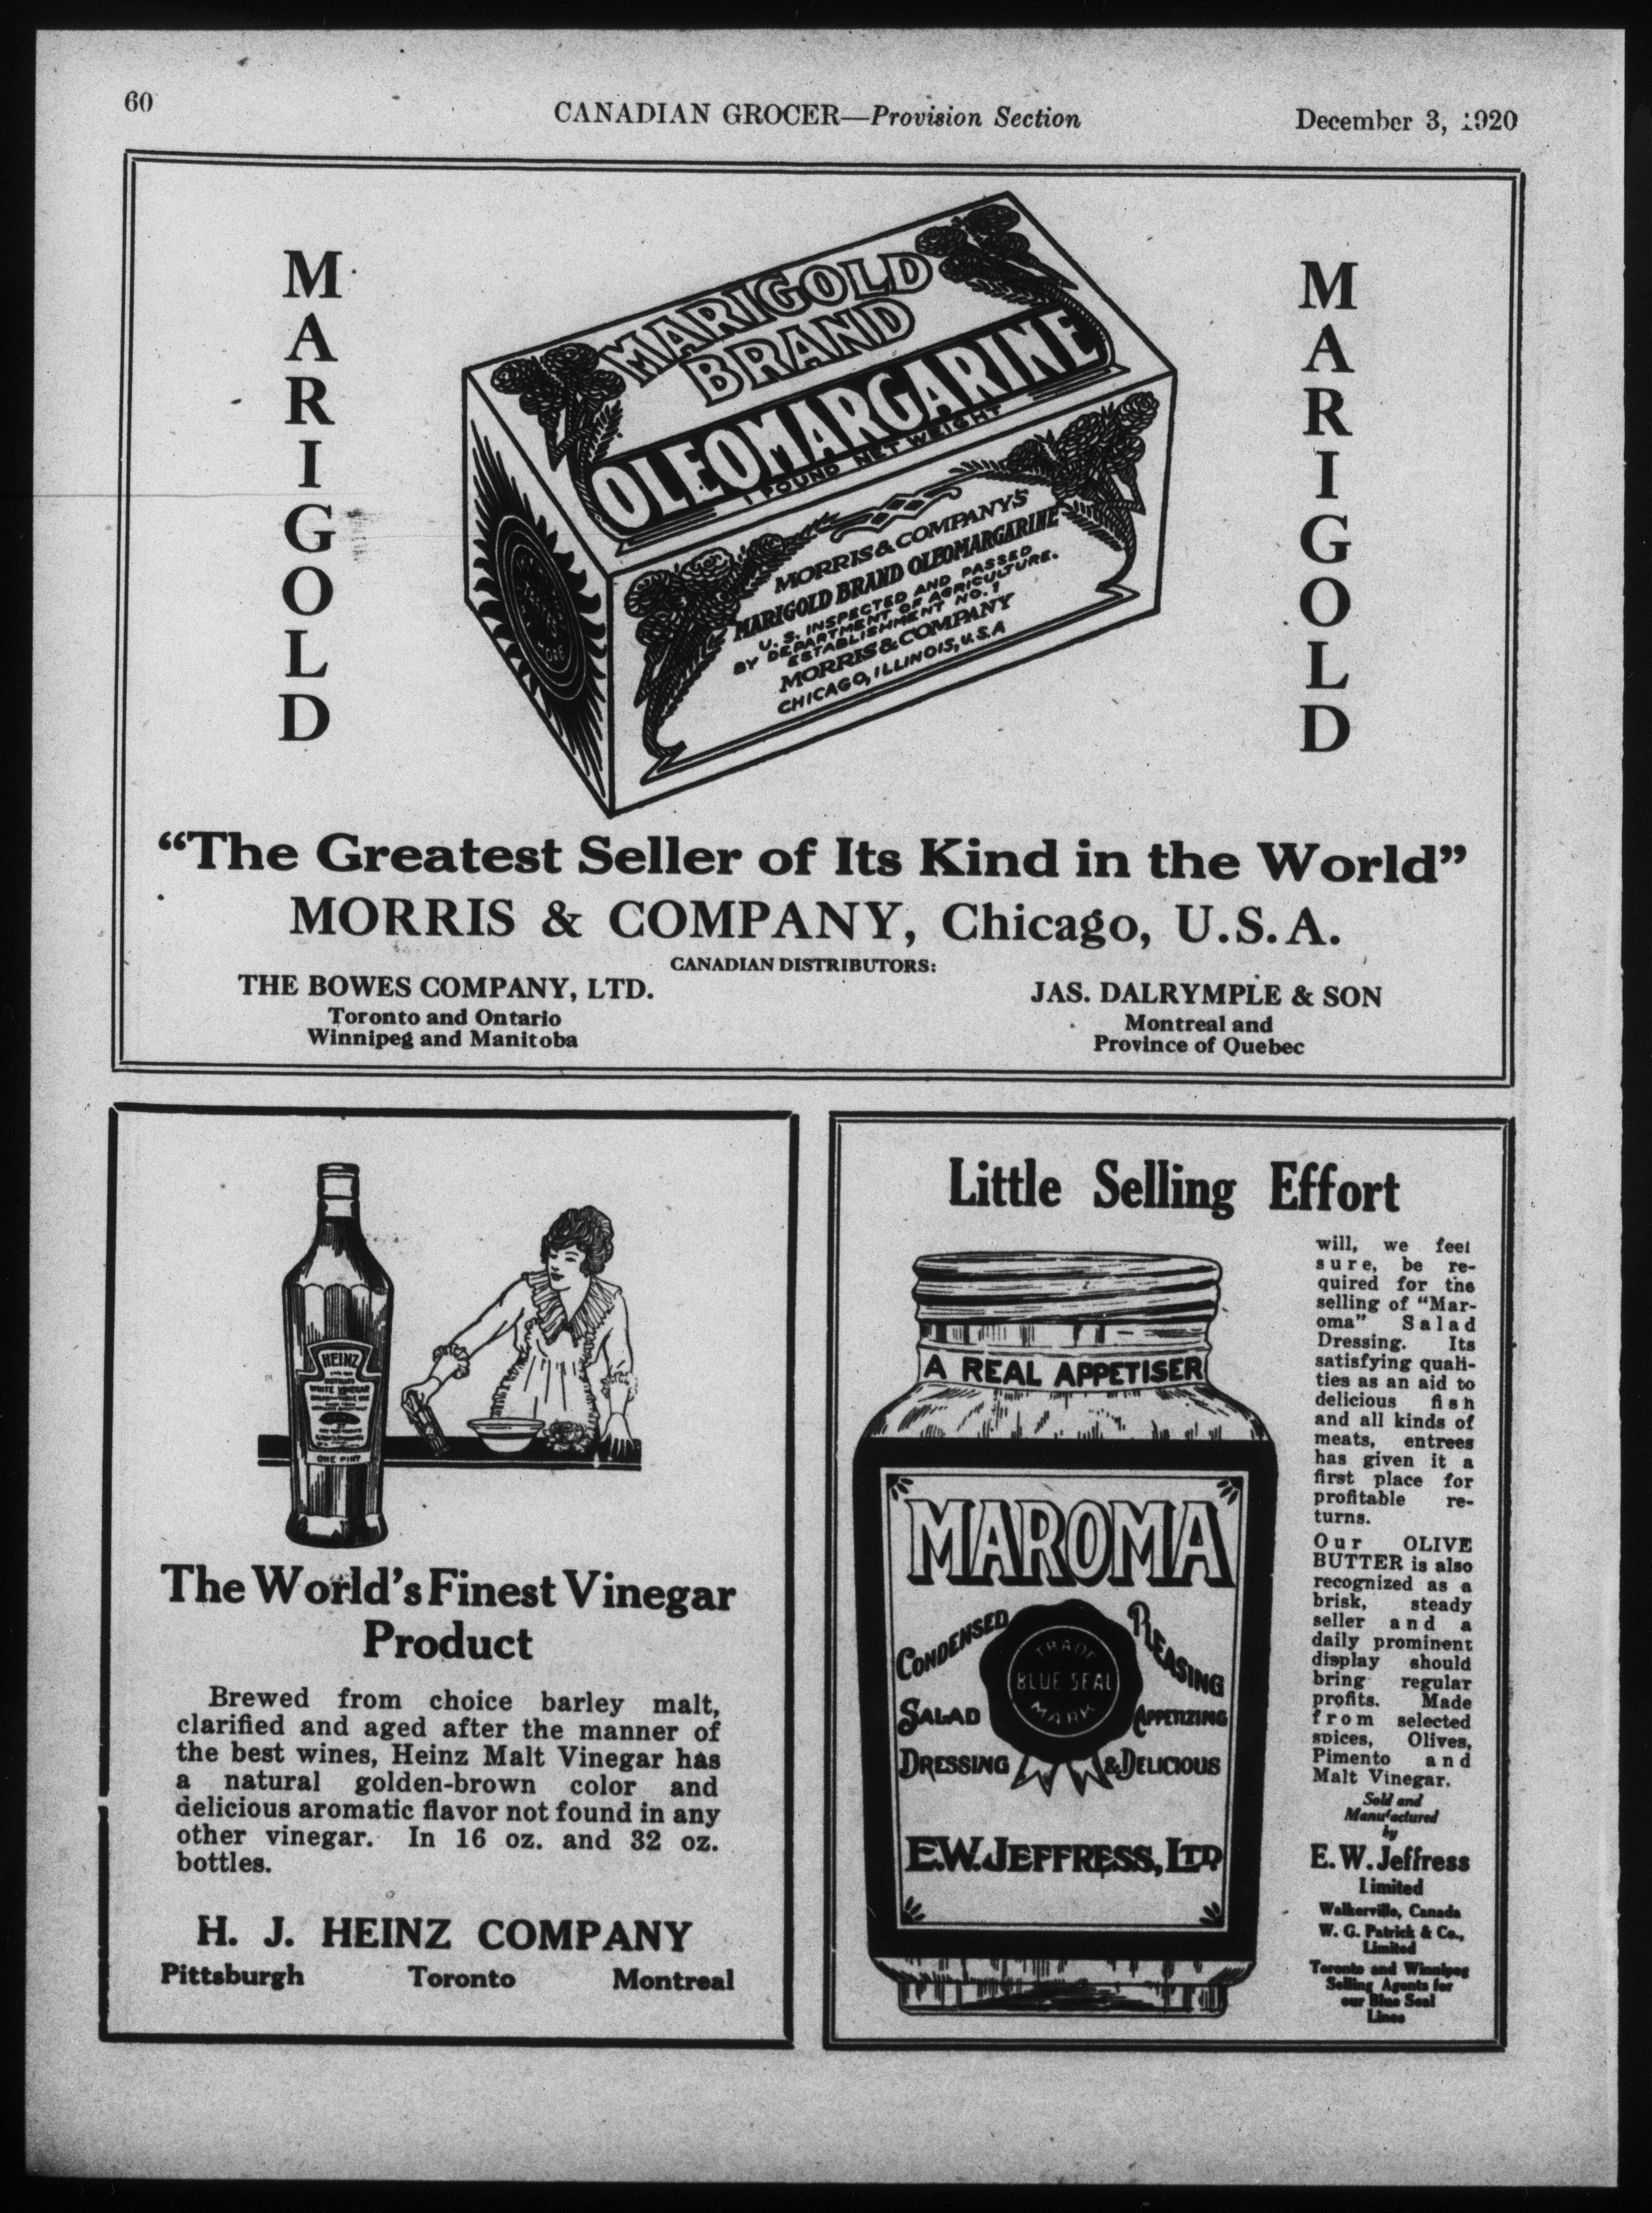 60
CANADIAN GROCER—Provision Section
December 3, 1920
M
A
R
I
G
O
L
D
MARIGOLD
BRAND
OLEOMARGARINE
1 POUND NET WEIGHT
MORRIS & COMPANY'S
MARIGOLD BRAND OLEOMARGARINE
U. S. INSPECTED AND PASSED
BY DEPARTMENT OF AGRICULTURE.
ESTABLISHMENT NO. 1
MORRIS & COMPANY
CHICAGO, ILLINOIS, U.S.A
M
A
R
I
G
O
L
D
"The Greatest Seller of Its Kind in the World"
MORRIS & COMPANY, Chicago, U.S.A.
CANADIAN DISTRIBUTORS:
THE BOWES COMPANY, LTD.
Toronto and Ontario
Winnipeg and Manitoba
JAS. DALRYMPLE & SON
Montreal and
Province of Quebec
HEINZ
WHITE VINEGAR
ONE PINT
The World's Finest Vinegar
Product
Brewed from choice barley malt,
clarified and aged after the manner of
the best wines, Heinz Malt Vinegar has
a natural golden-brown color and
delicious aromatic flavor not found in any
other vinegar. In 16 oz. and 32 oz.
bottles.
H. J. HEINZ COMPANY
Pittsburgh Toronto Montreal
Little Selling Effort
A REAL APPETISER
MAROMA
CONDENSED
SALAD
DRESSING
TRADE
BLUE SEAL
MARK
PLEASING
APPETIZING
& DELICIOUS
E.W. JEFFRESS, LTD
will, we feel
sure, be re-
quired for the
selling of "Mar-
oma" Salad
Dressing. Its
satisfying quali-
ties as an aid to
delicious fish
and all kinds of
meats, entrees
has given it a
first place for
profitable re-
turns.
Our OLIVE
BUTTER is also
recognized as a
brisk, steady
seller and a
daily prominent
display should
bring regular
profits. Made
from selected
spices, Olives,
Pimento and
Malt Vinegar.
Sold and
Manufactured
by
E. W. Jeffress
Limited
Walkerville, Canada
W. G. Patrick & Co.,
Limited
Toronto and Winnipeg
Selling Agents for
our Blue Seal
Lines